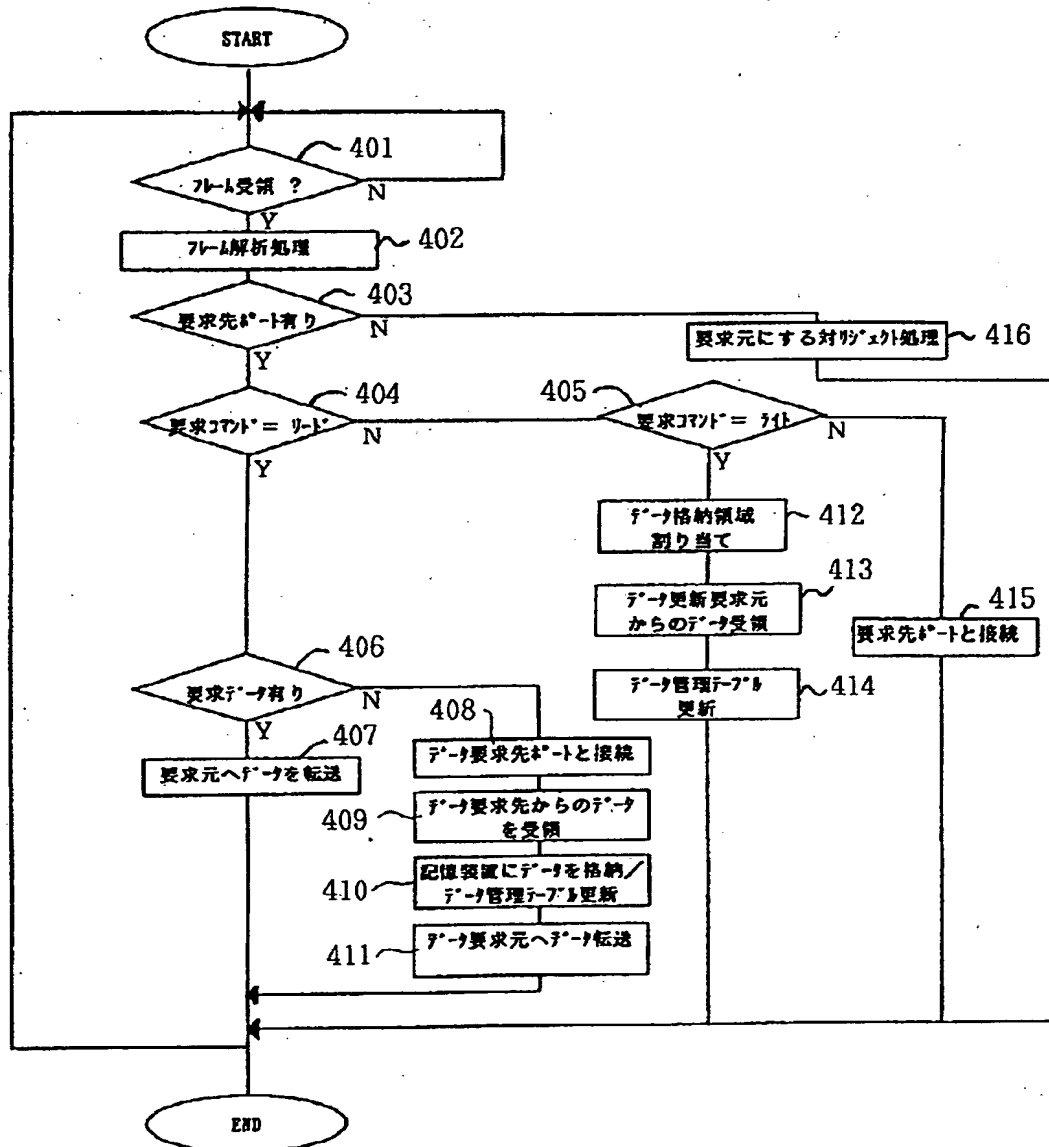 START
401
フレーム受領 ?
N
Y
フレーム解析処理
402
403
要求先ポート有り
N
Y
要求元にする対リジェクト処理
416
404
要求コマンド= リード
N
Y
405
要求コマンド= ライト
N
Y
データ格納領域
割り当て
412
データ更新要求元
からのデータ受領
413
データ管理テーブル
更新
414
415
要求先ポートと接続
406
要求データ有り
N
Y
407
要求元へデータを転送
408
データ要求先ポートと接続
409
データ要求先からのデータ
を受領
410
記憶装置にデータを格納/
データ管理テーブル更新
411
データ要求元へデータ転送
END